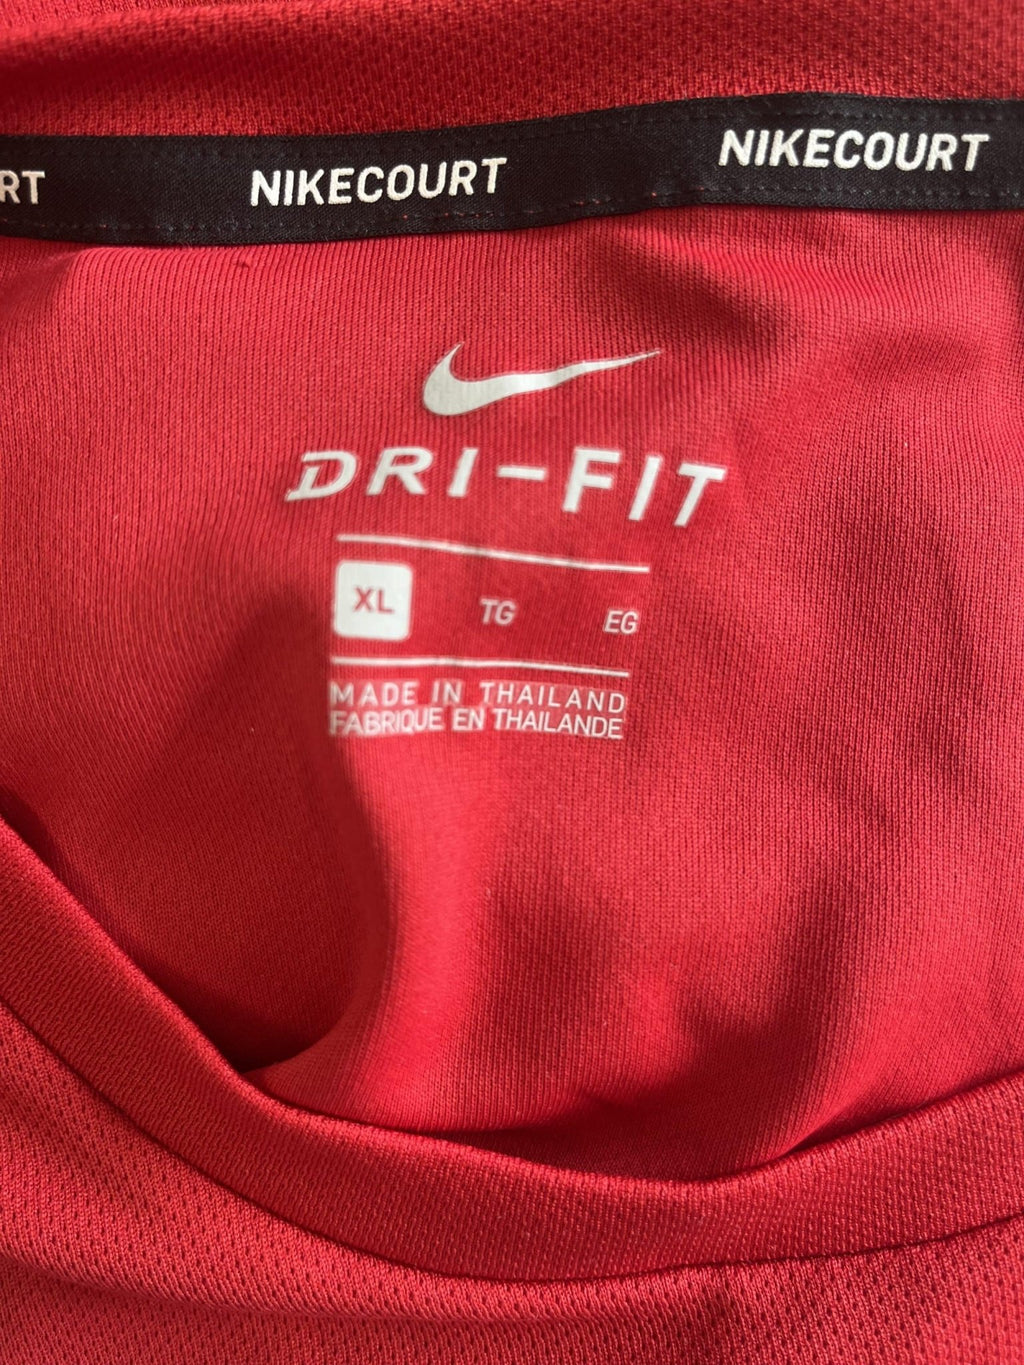 RT NIKECOURT NIKECOURT
DRI-FIT
XL TG EG
MADE IN THAILAND
FABRIQUE EN THAILANDE